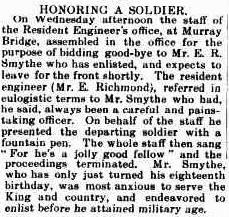 HONORING A SOLDIER.
On Wednesday afternoon the staff of
the Resident Engineer's office, at Murray
Bridge, assembled in the office for the
purpose of bidding good-bye to Mr. E. R.
Smythe who has enlisted, and expects to
leave for the front shortly. The resident
engineer (Mr. E. Richmond), referred in
eulogistic terms to Mr. Smythe who had,
he said, always been a careful and pains-
taking officer. On behalf of the staff he
presented the departing soldier with a
fountain pen. The whole staff then sang
"For he's a jolly good fellow" and the
proceedings terminated. Mr. Smythe,
who has only just turned his eighteenth
birthday, was most anxious to serve the
King and country, and endeavored to
enlist before he attained military age.